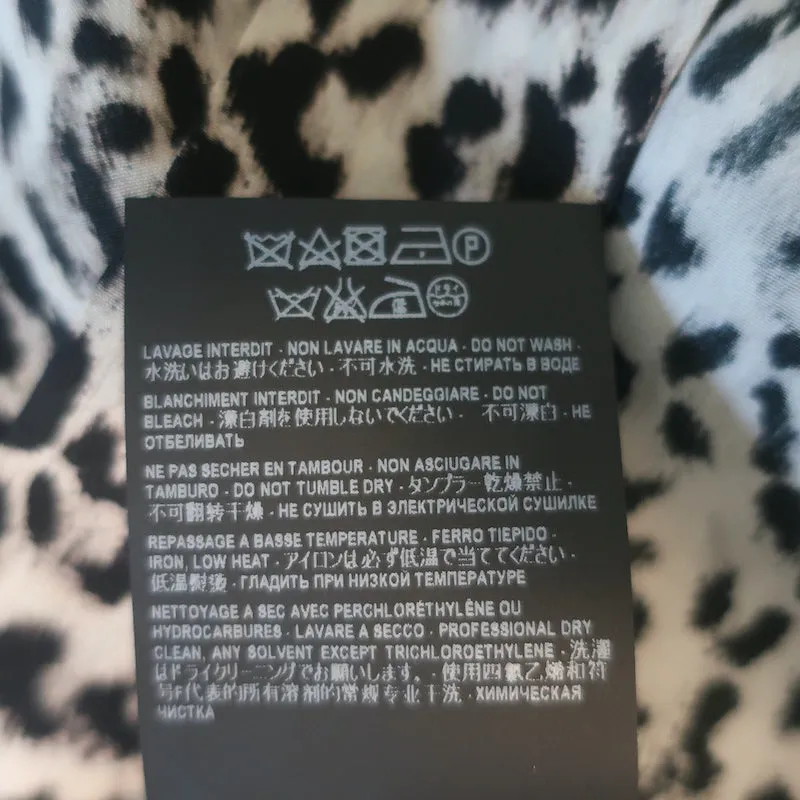 P
ドライ
LAVAGE INTERDIT · NON LAVARE IN ACQUA · DO NOT WASH ·
水洗いはお避けください · 不可水洗 · НЕ СТИРАТЬ В ВОДЕ
BLANCHIMENT INTERDIT · NON CANDEGGIARE · DO NOT
BLEACH · 漂白剤を使用しないでください · 不可漂白 · НЕ
ОТБЕЛИВАТЬ
NE PAS SECHER EN TAMBOUR · NON ASCIUGARE IN
TAMBURO · DO NOT TUMBLE DRY · タンブラー乾燥禁止 ·
不可翻转干燥 · НЕ СУШИТЬ В ЭЛЕКТРИЧЕСКОЙ СУШИЛКЕ
REPASSAGE A BASSE TEMPERATURE · FERRO TIEPIDO ·
IRON, LOW HEAT · アイロンは必ず低温で当ててください ·
低温熨烫 · ГЛАДИТЬ ПРИ НИЗКОЙ ТЕМПЕРАТУРЕ
NETTOYAGE A SEC AVEC PERCHLORÉTHYLÈNE OU
HYDROCARBURES · LAVARE A SECCO · PROFESSIONAL DRY
CLEAN, ANY SOLVENT EXCEPT TRICHLOROETHYLENE · 洗濯
はドライクリーニングでお願いします。 · 使用四氯乙烯和符
号F代表的所有溶剂的常规专业干洗 · ХИМИЧЕСКАЯ
ЧИСТКА